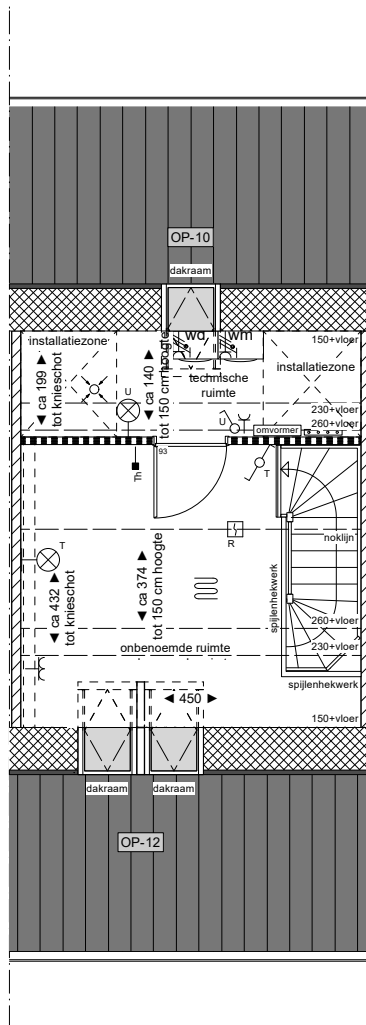 OP-10
dakraam
installatiezone
wd
wm
150+vloer
technische
ruimte
installatiezone
◄ ca 199 ►
tot knieschot
◄ ca 140 ►
tot 150 cm hoogte
U
U
230+vloer
260+vloer
omvormer
93
Th
T
T
R
noklijn
spijlenhekwerk
◄ ca 432 ►
tot knieschot
◄ ca 374 ►
tot 150 cm hoogte
260+vloer
230+vloer
onbenoemde ruimte
spijlenhekwerk
◄ 450 ►
150+vloer
dakraam
dakraam
OP-12